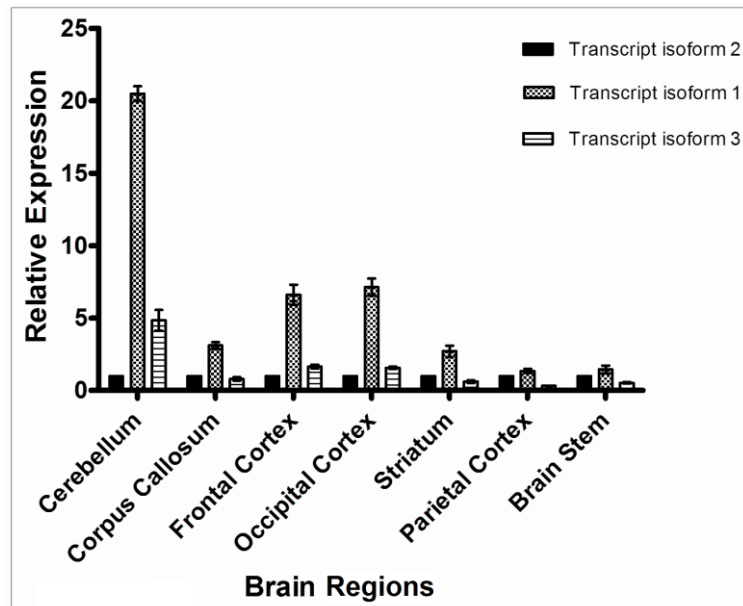 25
20
15
10
5
0
Relative Expression
Transcript isoform 2
Transcript isoform 1
Transcript isoform 3
Cerebellum
Corpus Callosum
Frontal Cortex
Occipital Cortex
Striatum
Parietal Cortex
Brain Stem
Brain Regions